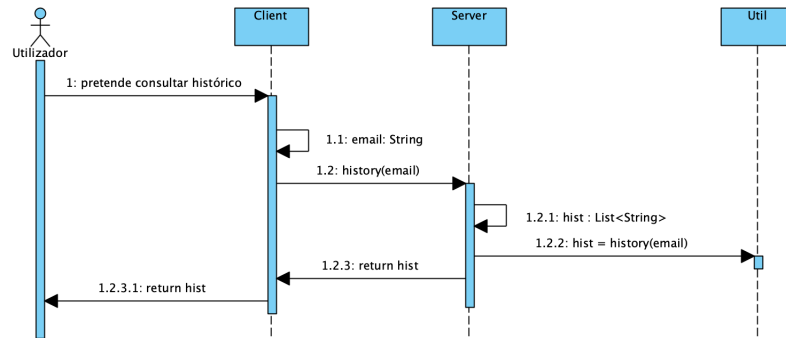 Client
Server
Util
Utilizador
1: pretende consultar histórico
1.1: email: String
1.2: history(email)
1.2.1: hist : List<String>
1.2.2: hist = history(email)
1.2.3: return hist
1.2.3.1: return hist